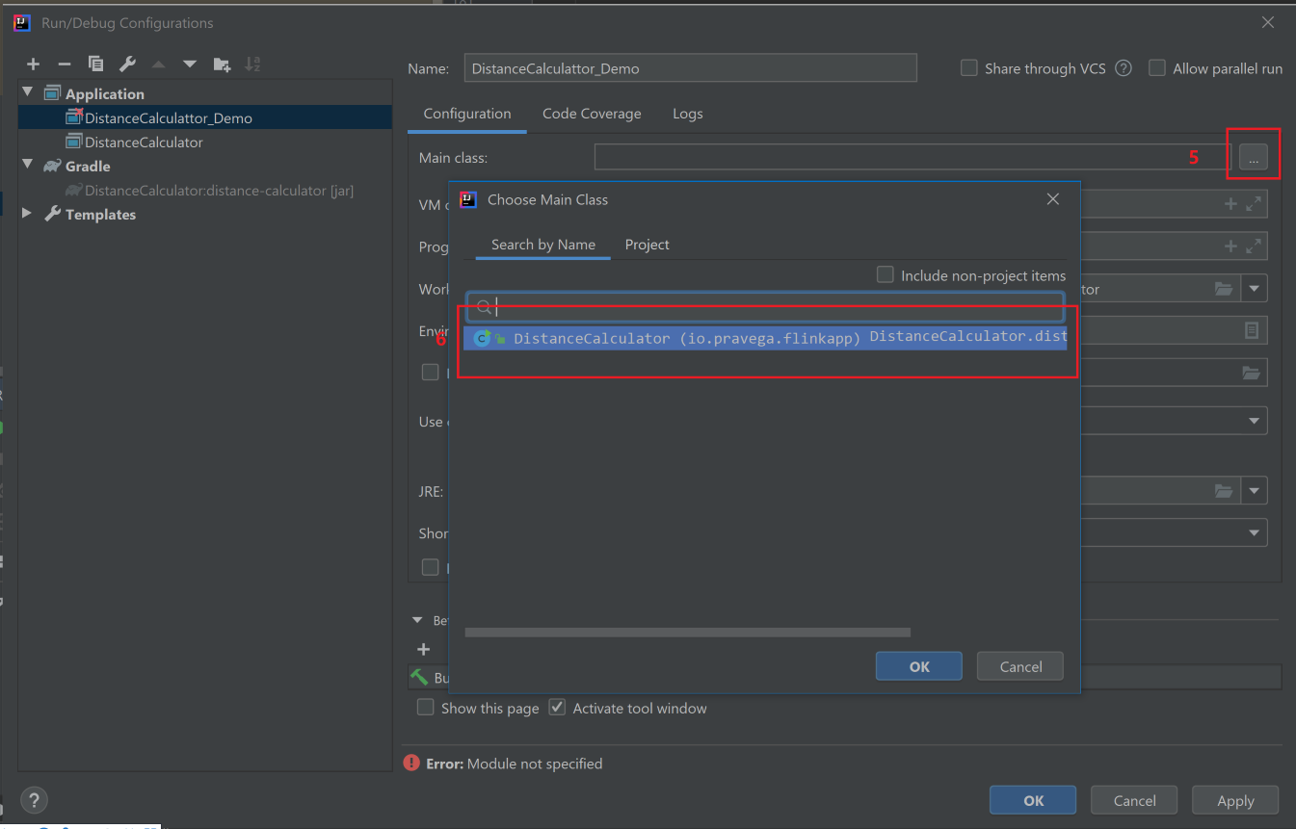 Run/Debug Configurations
Name: DistanceCalculattor_Demo Share through VCS ? Allow parallel run
Application
DistanceCalculattor_Demo
DistanceCalculator
Gradle
DistanceCalculator:distance-calculator [jar]
Templates
Configuration Code Coverage Logs
Main class: 5 ...
VM
Choose Main Class
Search by Name Project
Prog
Include non-project items
Work tor
Envir
6 DistanceCalculator (io.pravega.flinkapp) DistanceCalculator.dist
Use
JRE:
Shor
Be
OK Cancel
Bu
Show this page Activate tool window
Error: Module not specified
? OK Cancel Apply